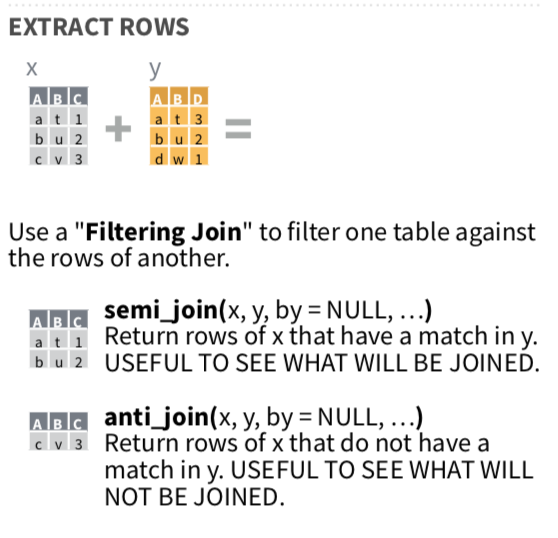 EXTRACT ROWS
x y
A B C A B D
a t 1 + a t 3 =
b u 2 b u 2
c v 3 d w 1
Use a "Filtering Join" to filter one table against
the rows of another.
semi_join(x, y, by = NULL, …)
A B C Return rows of x that have a match in y.
a t 1
b u 2 USEFUL TO SEE WHAT WILL BE JOINED.
anti_join(x, y, by = NULL, …)
A B C
c v 3 Return rows of x that do not have a
match in y. USEFUL TO SEE WHAT WILL
NOT BE JOINED.